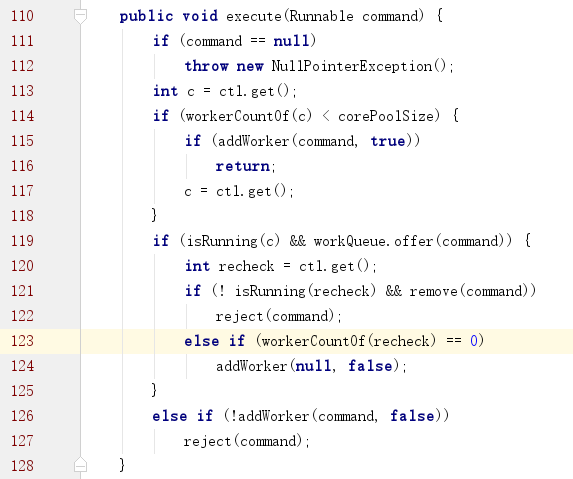 110 public void execute(Runnable command) {
111 if (command == null)
112 throw new NullPointerException();
113 int c = ctl.get();
114 if (workerCountOf(c) < corePoolSize) {
115 if (addWorker(command, true))
116 return;
117 c = ctl.get();
118 }
119 if (isRunning(c) && workQueue.offer(command)) {
120 int recheck = ctl.get();
121 if (! isRunning(recheck) && remove(command))
122 reject(command);
123 else if (workerCountOf(recheck) == 0)
124 addWorker(null, false);
125 }
126 else if (!addWorker(command, false))
127 reject(command);
128 }